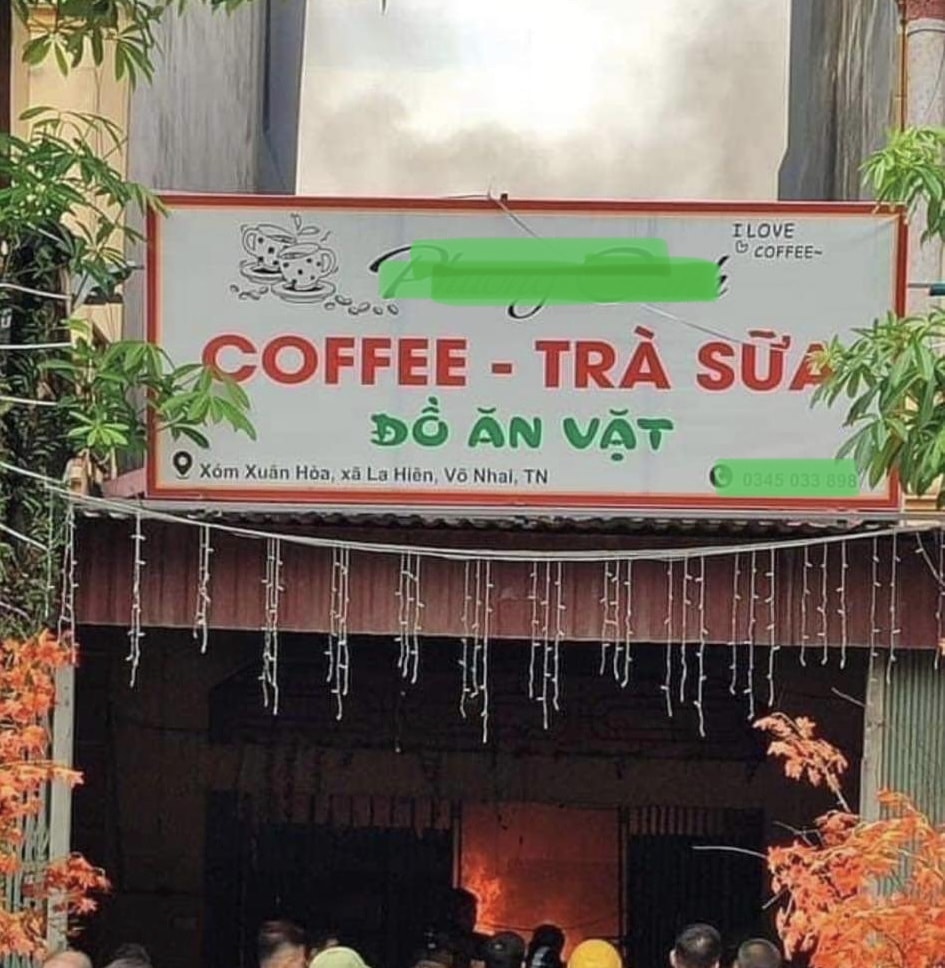 I LOVE
COFFEE~
COFFEE - TRÀ SỮA
ĐỒ ĂN VẶT
Xóm Xuân Hòa, xã La Hiên, Võ Nhai, TN